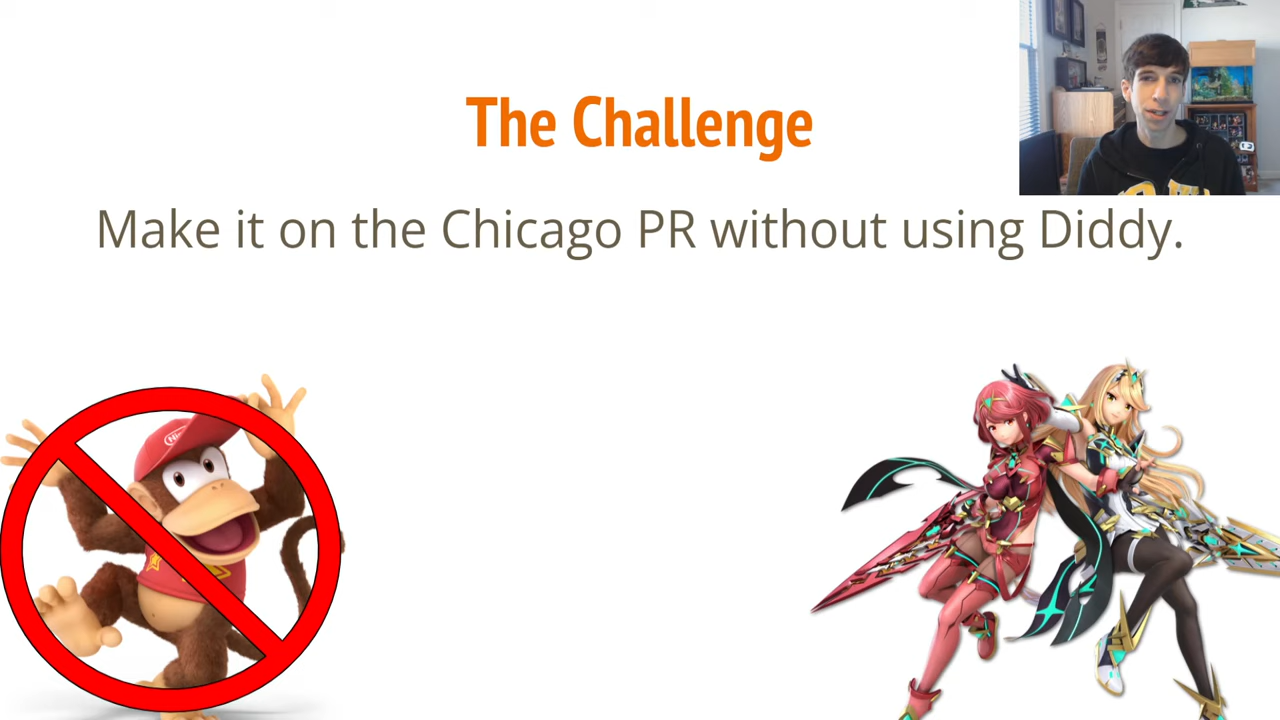 The Challenge
Make it on the Chicago PR without using Diddy.